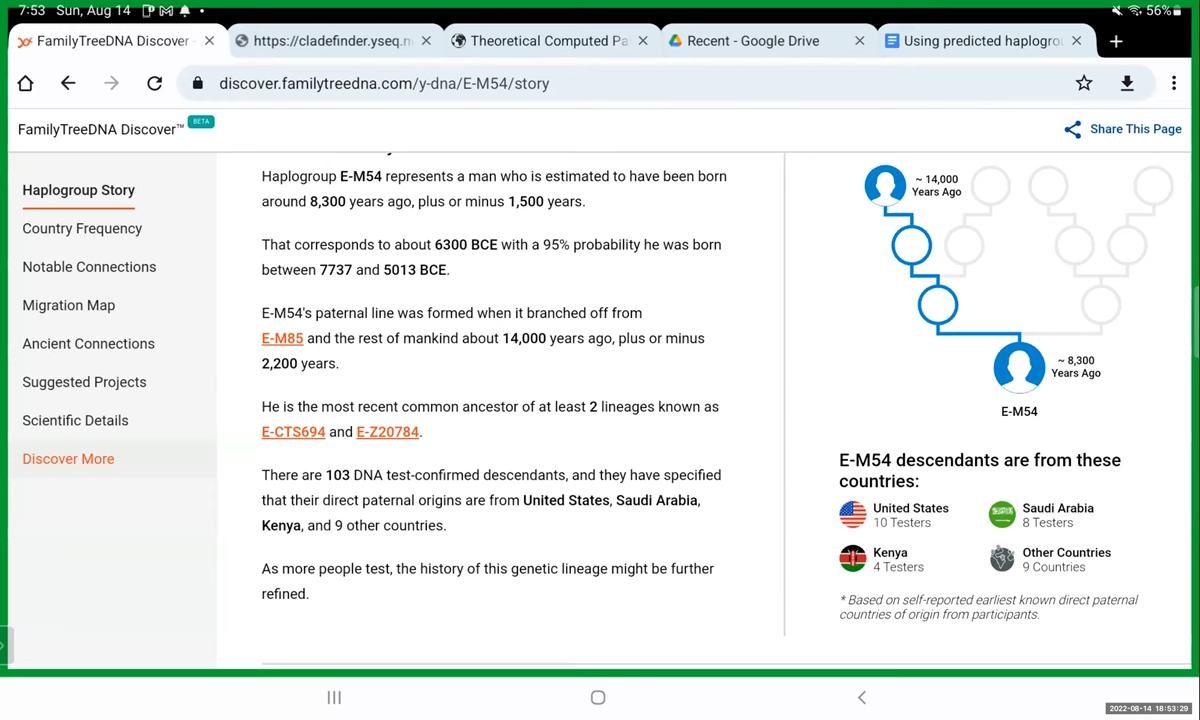 7:53 Sun, Aug 14 56%
FamilyTreeDNA Discover
https://cladefinder.yseq.n
Theoretical Computed Pa
Recent - Google Drive
Using predicted haplogrou
discover.familytreedna.com/y-dna/E-M54/story
FamilyTreeDNA Discover™ BETA
Share This Page
Haplogroup Story
Country Frequency
Notable Connections
Migration Map
Ancient Connections
Suggested Projects
Scientific Details
Discover More
Haplogroup E-M54 represents a man who is estimated to have been born
around 8,300 years ago, plus or minus 1,500 years.
That corresponds to about 6300 BCE with a 95% probability he was born
between 7737 and 5013 BCE.
E-M54's paternal line was formed when it branched off from
E-M85 and the rest of mankind about 14,000 years ago, plus or minus
2,200 years.
He is the most recent common ancestor of at least 2 lineages known as
E-CTS694 and E-Z20784.
There are 103 DNA test-confirmed descendants, and they have specified
that their direct paternal origins are from United States, Saudi Arabia,
Kenya, and 9 other countries.
As more people test, the history of this genetic lineage might be further
refined.
~ 14,000
Years Ago
~ 8,300
Years Ago
E-M54
E-M54 descendants are from these
countries:
United States
10 Testers
Saudi Arabia
8 Testers
Kenya
4 Testers
Other Countries
9 Countries
* Based on self-reported earliest known direct paternal
countries of origin from participants.
2022-08-14 18:53:29